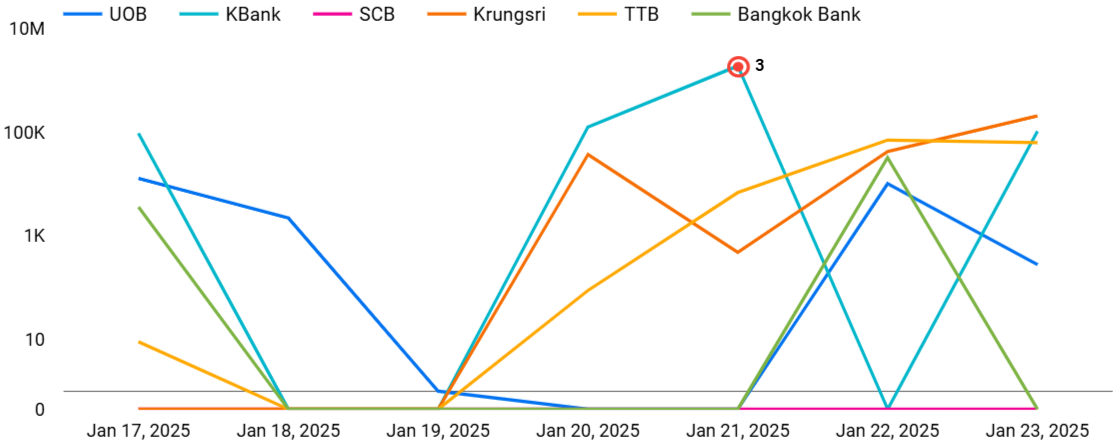 UOB KBank SCB Krungsri TTB Bangkok Bank
10M
3
100K
1K
10
0
Jan 17, 2025 Jan 18, 2025 Jan 19, 2025 Jan 20, 2025 Jan 21, 2025 Jan 22, 2025 Jan 23, 2025